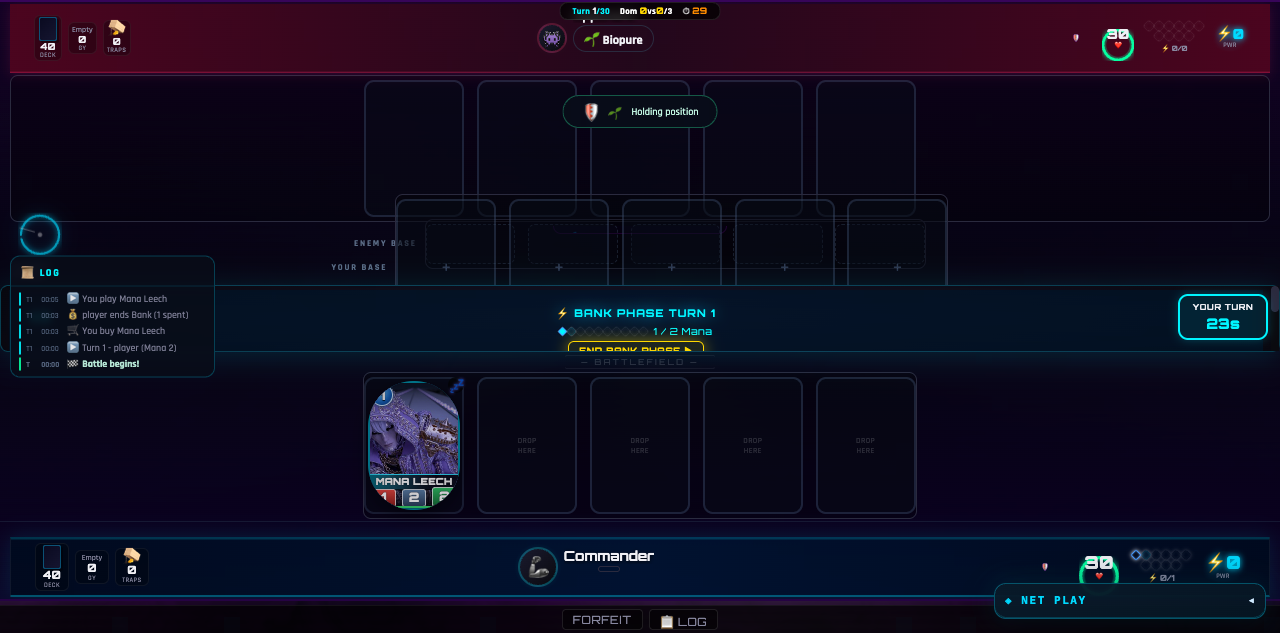 Turn 1/30 Dom 0vs0/3 29
40
DECK
Empty
0
GY
0
TRAPS
Biopure
30
0/0
0
PWR
Holding position
ENEMY BASE
YOUR BASE
LOG
T1 00:05 You play Mana Leech
T1 00:03 player ends Bank (1 spent)
T1 00:03 You buy Mana Leech
T1 00:00 Turn 1 - player (Mana 2)
T 00:00 Battle begins!
BANK PHASE TURN 1
1 / 2 Mana
END BANK PHASE
YOUR TURN
23s
— BATTLEFIELD —
1
MANA LEECH
1 2 2
DROP HERE
DROP HERE
DROP HERE
DROP HERE
40
DECK
Empty
0
GY
0
TRAPS
Commander
30
0/1
0
PWR
NET PLAY
FORFEIT
LOG